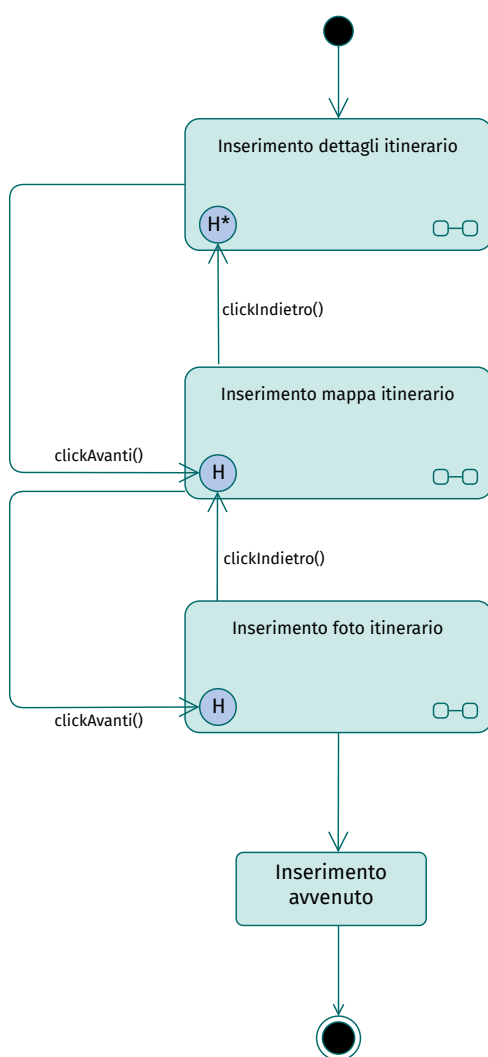 Inserimento dettagli itinerario
H*
clickIndietro()
Inserimento mappa itinerario
clickAvanti()
H
clickIndietro()
Inserimento foto itinerario
H
clickAvanti()
Inserimento
avvenuto